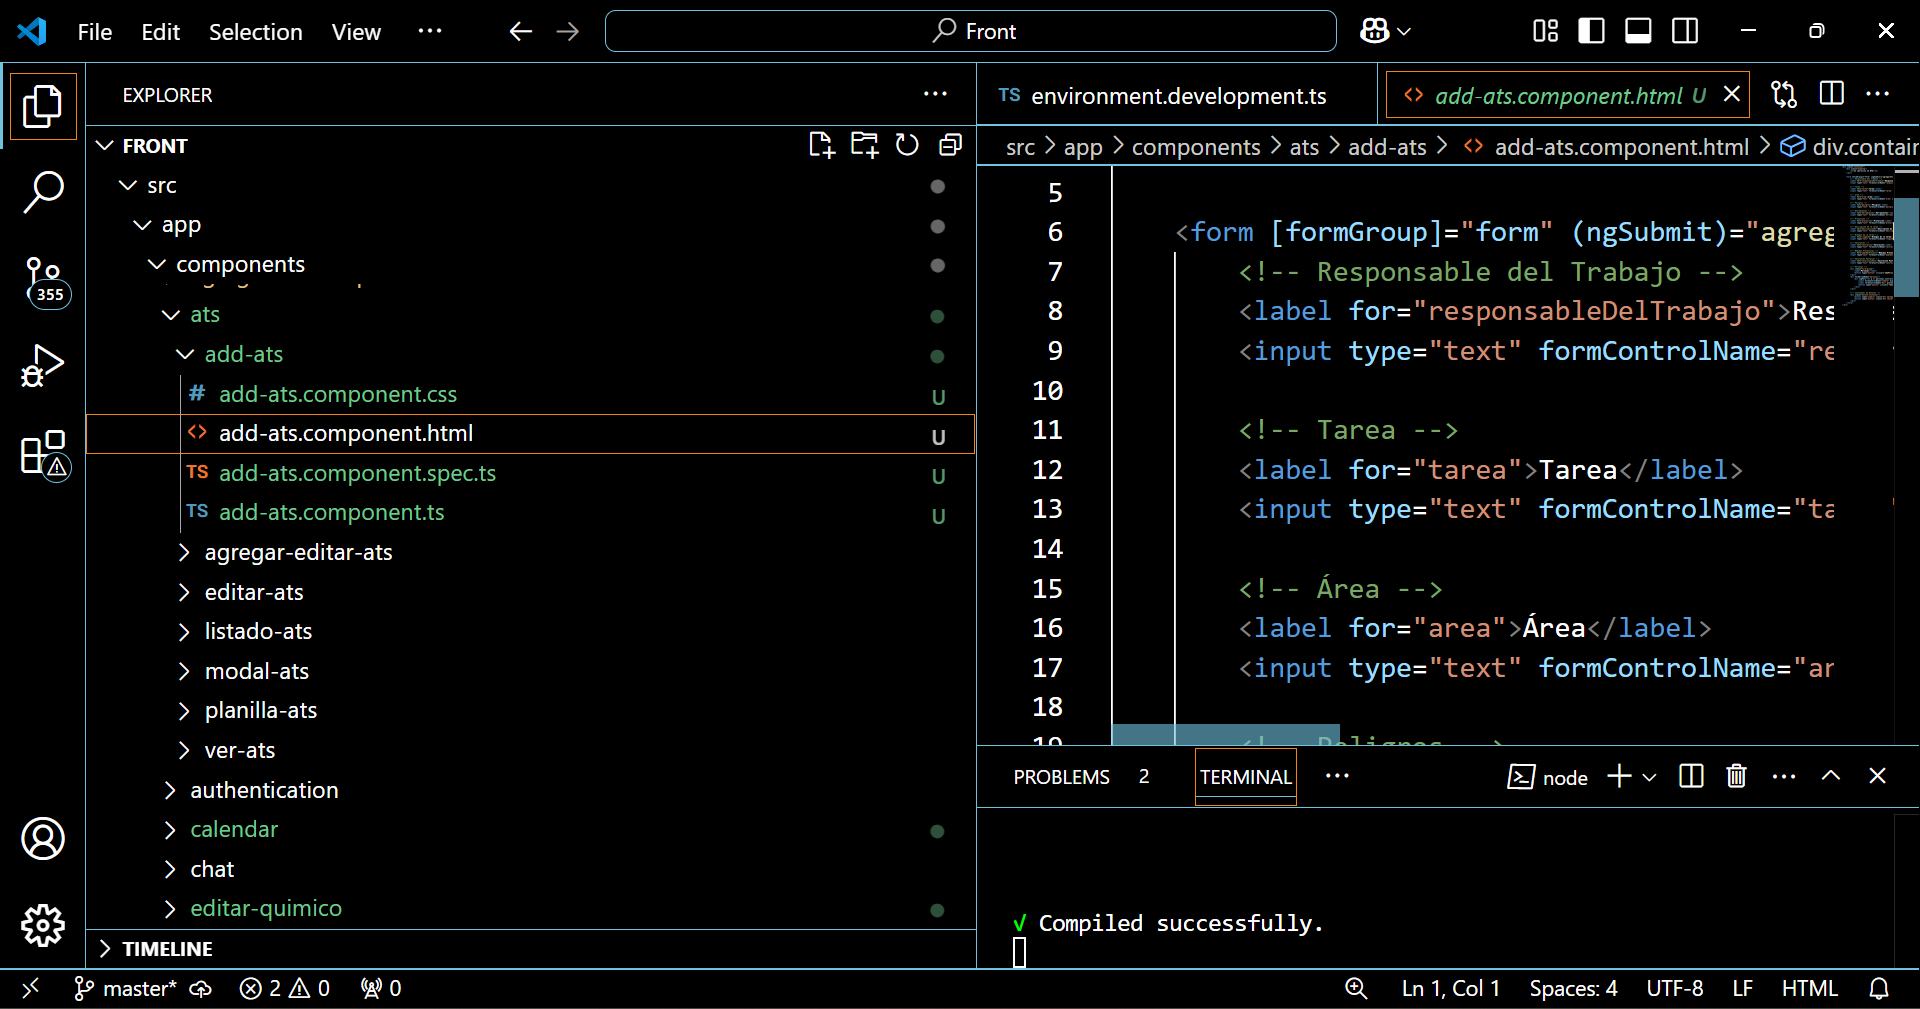 File Edit Selection View ··· Front
EXPLORER ···
FRONT
src
app
components
ats
add-ats
# add-ats.component.css U
<> add-ats.component.html U
TS add-ats.component.spec.ts U
TS add-ats.component.ts U
agregar-editar-ats
editar-ats
listado-ats
modal-ats
planilla-ats
ver-ats
authentication
calendar
chat
editar-quimico
TIMELINE
355
TS environment.development.ts <> add-ats.component.html U ···
src > app > components > ats > add-ats > <> add-ats.component.html > div.contain
5
6 <form [formGroup]="form" (ngSubmit)="agreg
7 <!-- Responsable del Trabajo -->
8 <label for="responsableDelTrabajo">Res
9 <input type="text" formControlName="re
10
11 <!-- Tarea -->
12 <label for="tarea">Tarea</label>
13 <input type="text" formControlName="ta
14
15 <!-- Área -->
16 <label for="area">Área</label>
17 <input type="text" formControlName="ar
18
19 <!-- Peligros -->
PROBLEMS 2 TERMINAL ··· node ···
√ Compiled successfully.
master* 2 0 0 Ln 1, Col 1 Spaces: 4 UTF-8 LF HTML